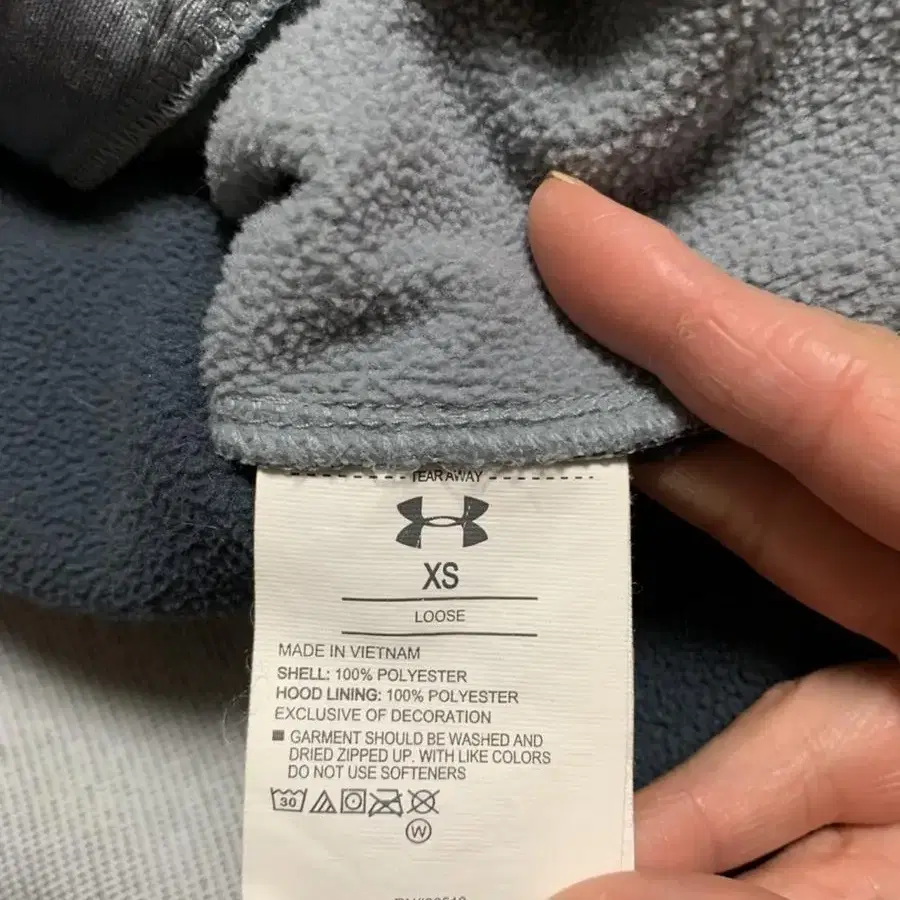 TEAR AWAY
XS
LOOSE
MADE IN VIETNAM
SHELL: 100% POLYESTER
HOOD LINING: 100% POLYESTER
EXCLUSIVE OF DECORATION
GARMENT SHOULD BE WASHED AND
DRIED ZIPPED UP. WITH LIKE COLORS
DO NOT USE SOFTENERS
30
W